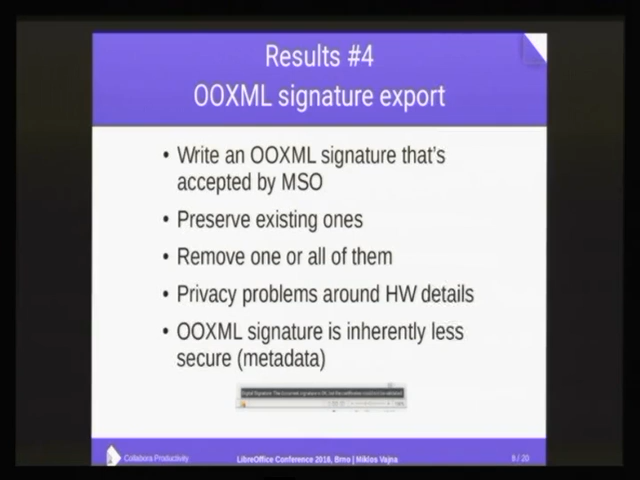 Results #4
OOXML signature export
• Write an OOXML signature that's
accepted by MSO
• Preserve existing ones
• Remove one or all of them
• Privacy problems around HW details
• OOXML signature is inherently less
secure (metadata)
Collabora Productivity
LibreOffice Conference 2016, Brno | Miklos Vajna
8 / 20